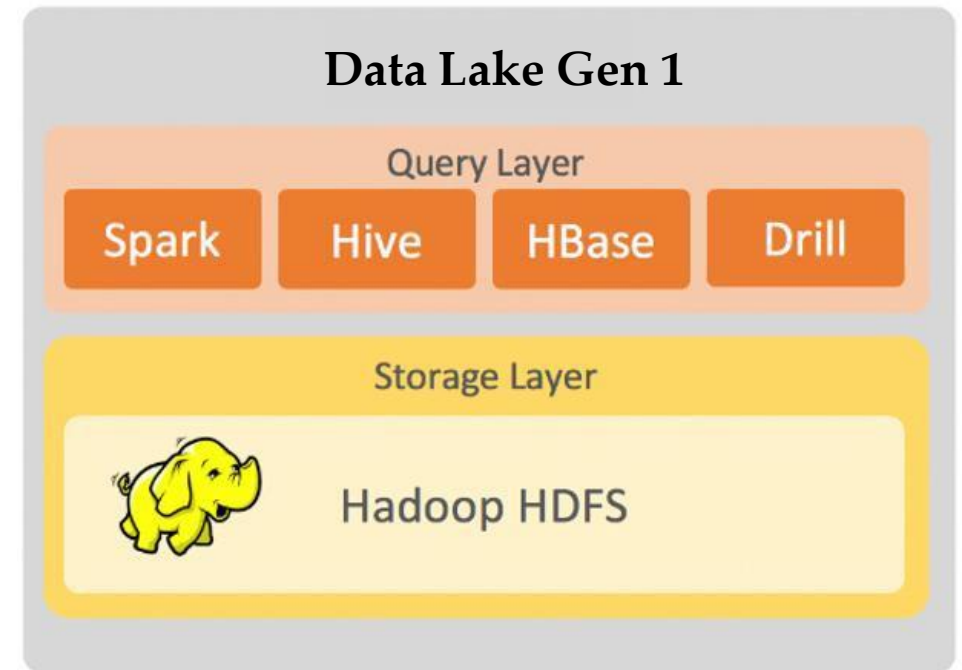 Data Lake Gen 1
Query Layer
Spark Hive HBase Drill
Storage Layer
Hadoop HDFS